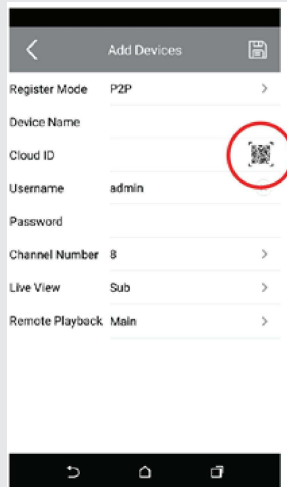 Add Devices
Register Mode P2P
Device Name
Cloud ID
Username admin
Password
Channel Number 8
Live View Sub
Remote Playback Main